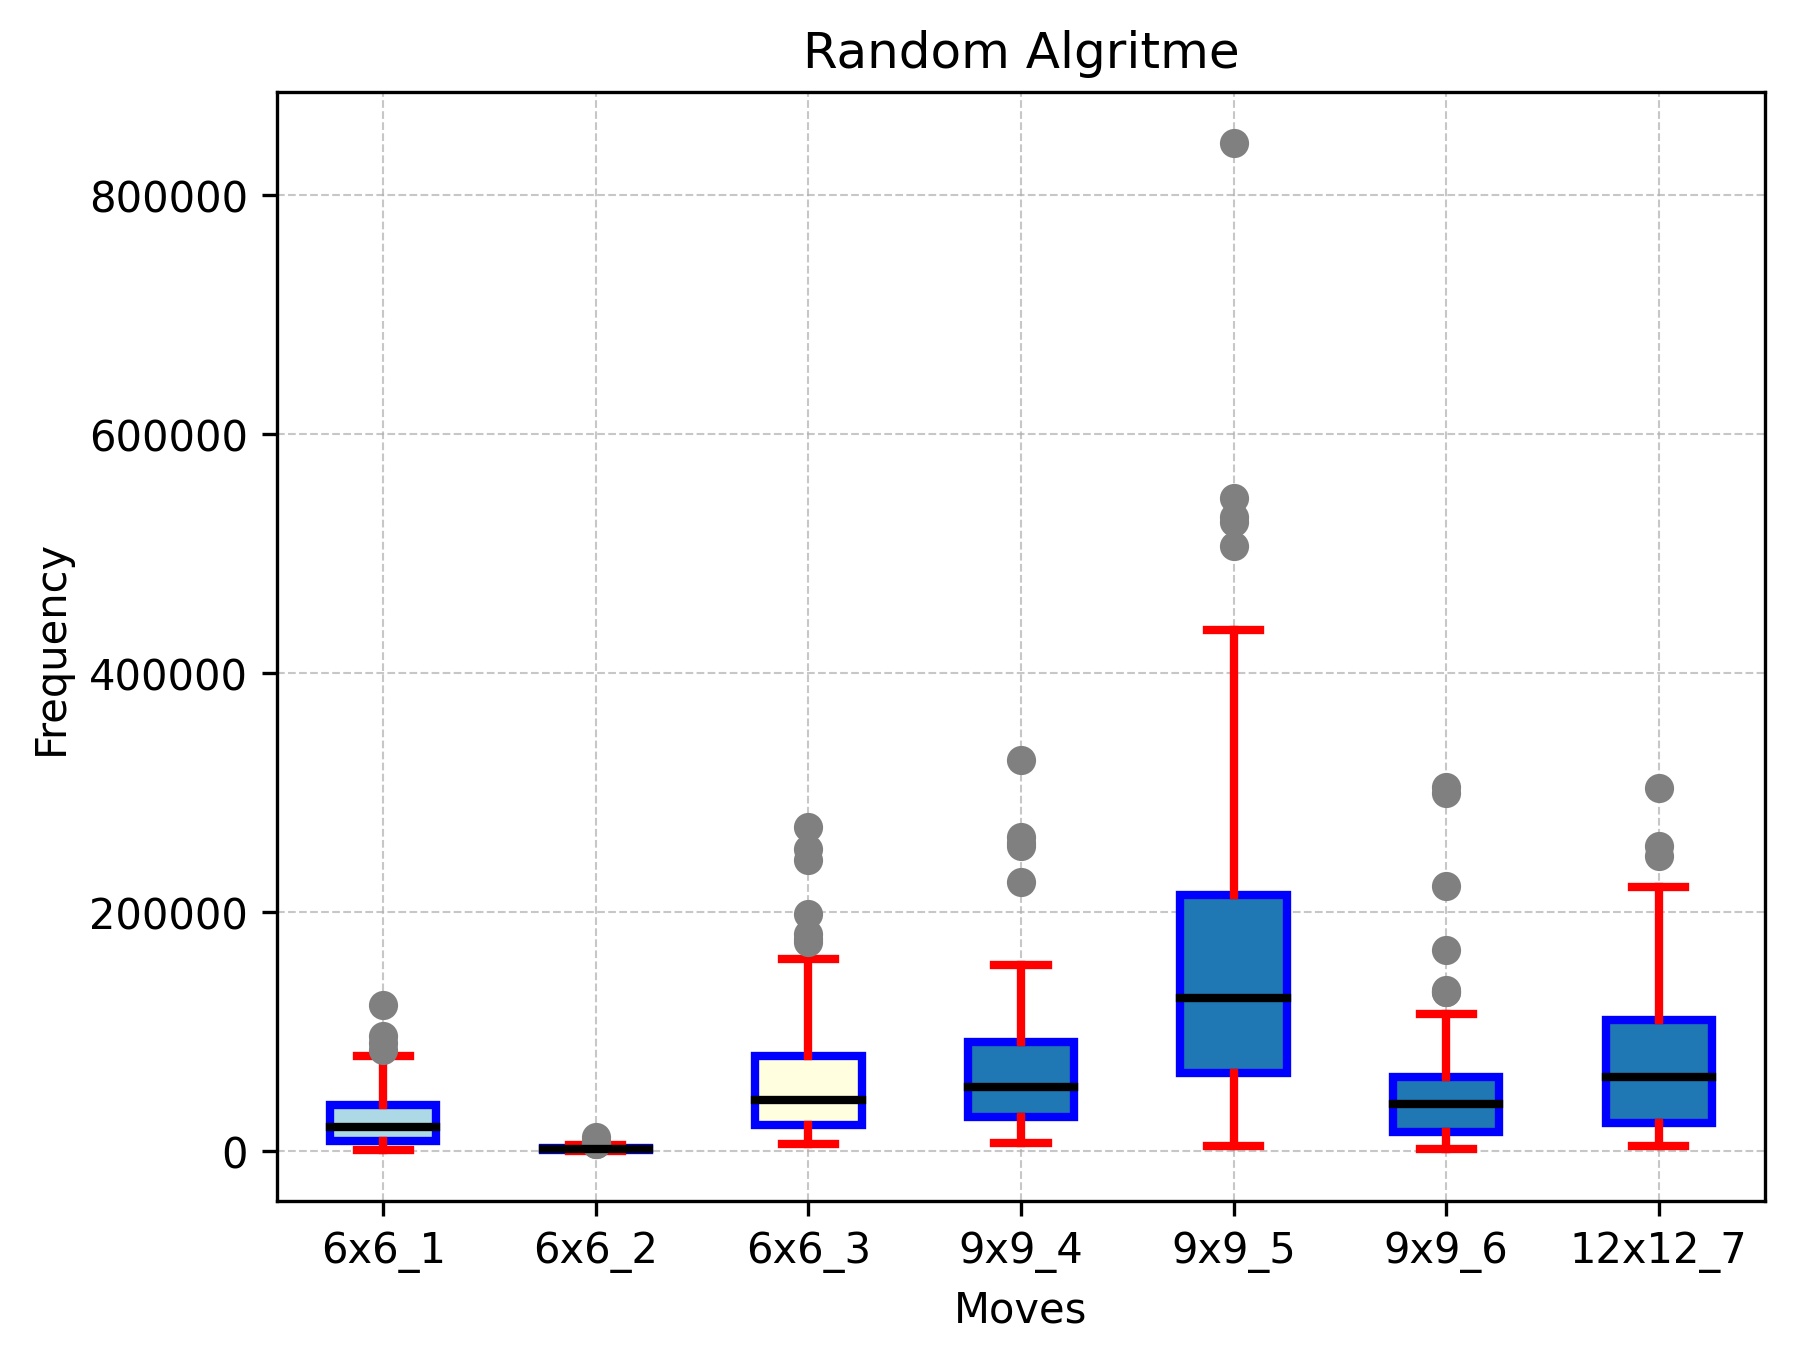 Random Algritme
800000
600000
400000
200000
0
Frequency
6x6_1 6x6_2 6x6_3 9x9_4 9x9_5 9x9_6 12x12_7
Moves